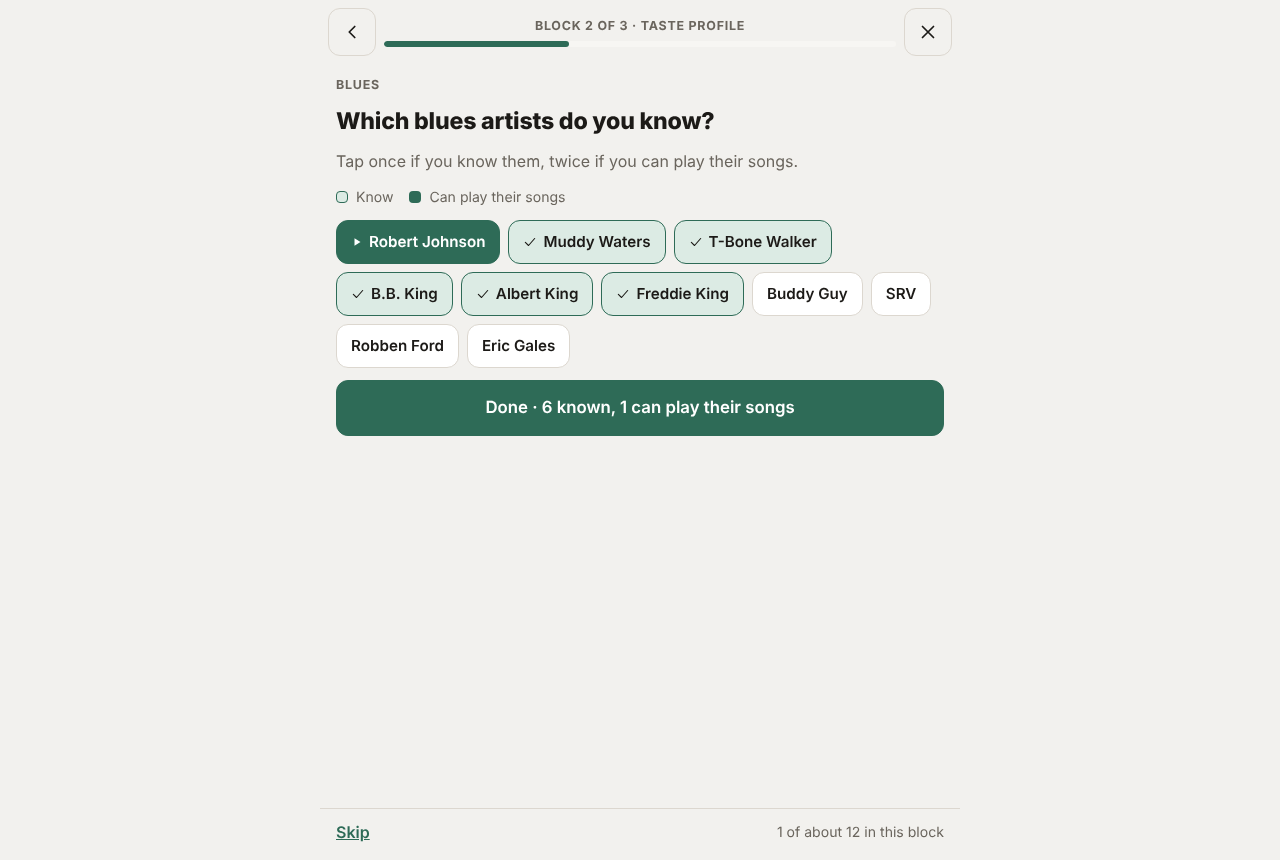 BLOCK 2 OF 3 · TASTE PROFILE
BLUES
Which blues artists do you know?
Tap once if you know them, twice if you can play their songs.
Know Can play their songs
Robert Johnson Muddy Waters T-Bone Walker
B.B. King Albert King Freddie King Buddy Guy SRV
Robben Ford Eric Gales
Done · 6 known, 1 can play their songs
Skip 1 of about 12 in this block